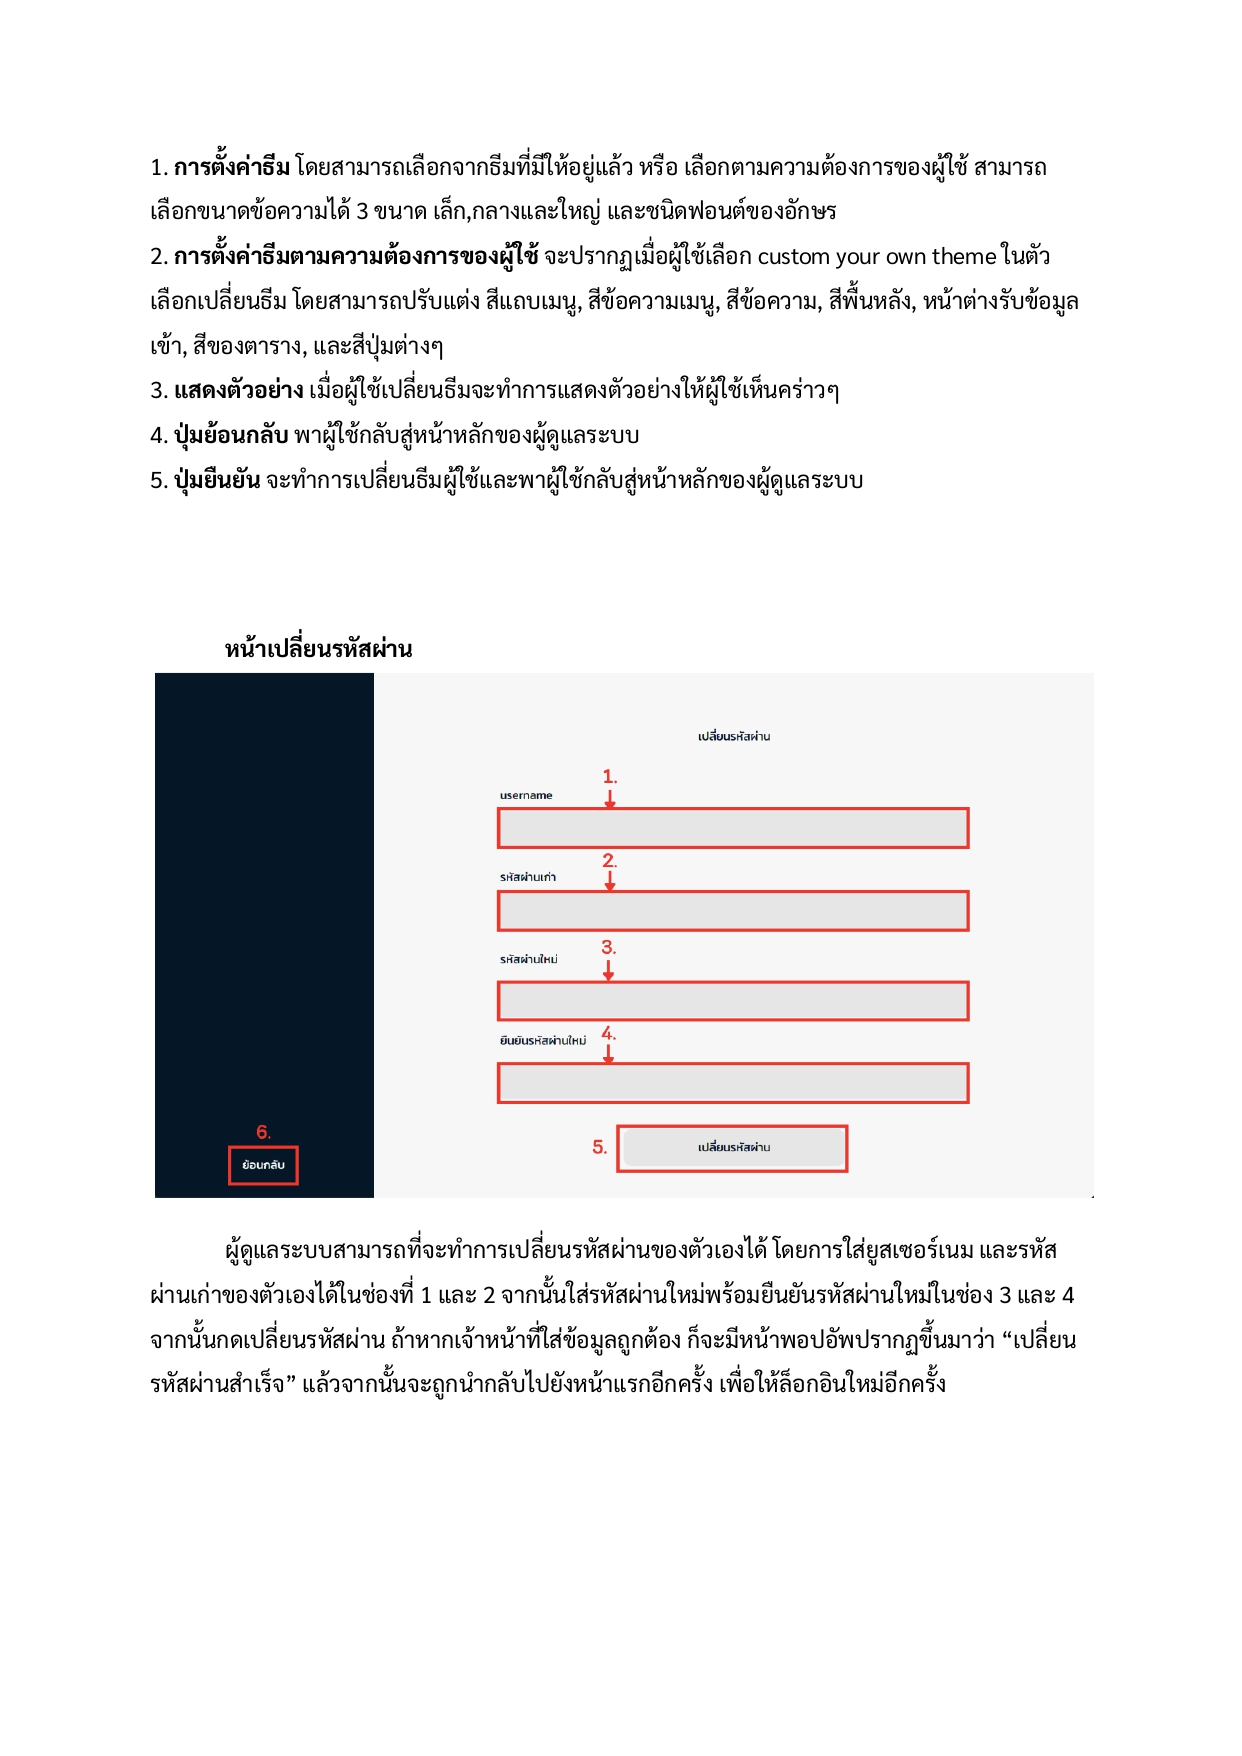 1. การตั้งค่าธีม โดยสามารถเลือกจากธีมที่มีให้อยู่แล้ว หรือ เลือกตามความต้องการของผู้ใช้ สามารถ
เลือกขนาดข้อความได้ 3 ขนาด เล็ก,กลางและใหญ่ และชนิดฟอนต์ของอักษร
2. การตั้งค่าธีมตามความต้องการของผู้ใช้ จะปรากฏเมื่อผู้ใช้เลือก custom your own theme ในตัว
เลือกเปลี่ยนธีม โดยสามารถปรับแต่ง สีแถบเมนู, สีข้อความเมนู, สีข้อความ, สีพื้นหลัง, หน้าต่างรับข้อมูล
เข้า, สีของตาราง, และสีปุ่มต่างๆ
3. แสดงตัวอย่าง เมื่อผู้ใช้เปลี่ยนธีมจะทำการแสดงตัวอย่างให้ผู้ใช้เห็นคร่าวๆ
4. ปุ่มย้อนกลับ พาผู้ใช้กลับสู่หน้าหลักของผู้ดูแลระบบ
5. ปุ่มยืนยัน จะทำการเปลี่ยนธีมผู้ใช้และพาผู้ใช้กลับสู่หน้าหลักของผู้ดูแลระบบ
หน้าเปลี่ยนรหัสผ่าน
เปลี่ยนรหัสผ่าน
1.
username
2.
รหัสผ่านเก่า
3.
รหัสผ่านใหม่
4.
ยืนยันรหัสผ่านใหม่
5.
เปลี่ยนรหัสผ่าน
6.
ย้อนกลับ
ผู้ดูแลระบบสามารถที่จะทำการเปลี่ยนรหัสผ่านของตัวเองได้ โดยการใส่ยูสเซอร์เนม และรหัส
ผ่านเก่าของตัวเองได้ในช่องที่ 1 และ 2 จากนั้นใส่รหัสผ่านใหม่พร้อมยืนยันรหัสผ่านใหม่ในช่อง 3 และ 4
จากนั้นกดเปลี่ยนรหัสผ่าน ถ้าหากเจ้าหน้าที่ใส่ข้อมูลถูกต้อง ก็จะมีหน้าพอปอัพปรากฏขึ้นมาว่า “เปลี่ยน
รหัสผ่านสำเร็จ” แล้วจากนั้นจะถูกนำกลับไปยังหน้าแรกอีกครั้ง เพื่อให้ล็อกอินใหม่อีกครั้ง